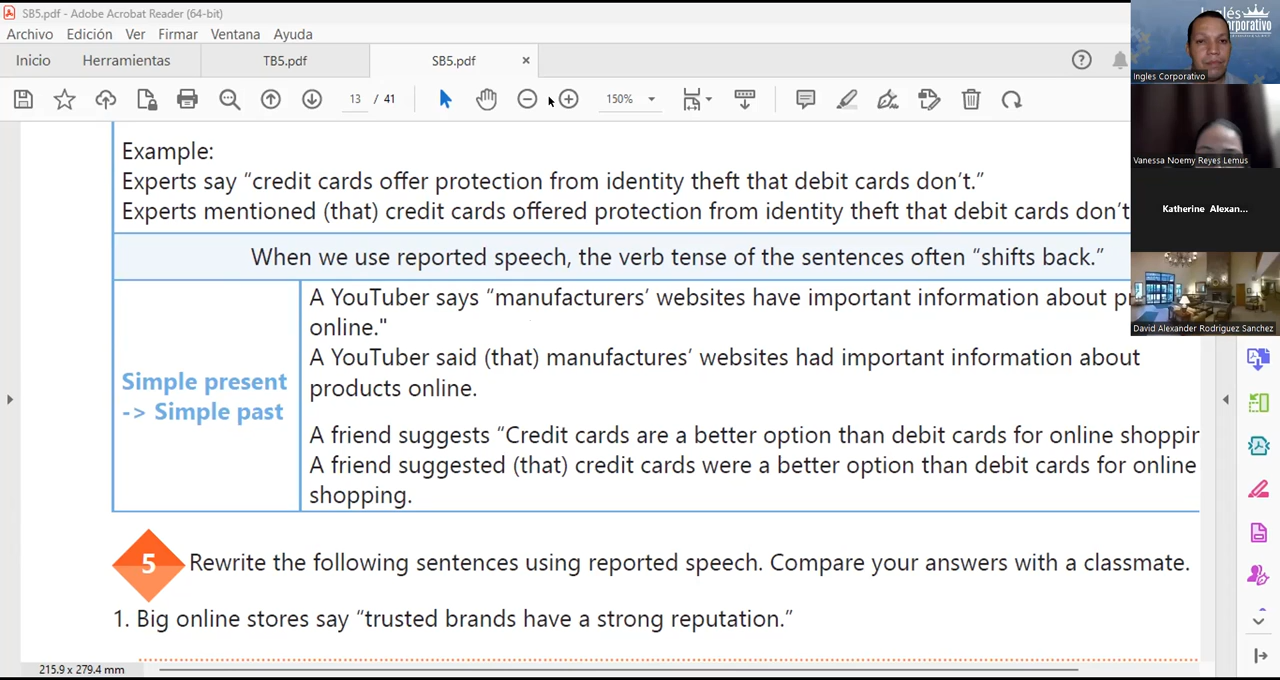 SB5.pdf - Adobe Acrobat Reader (64-bit)
Archivo Edición Ver Firmar Ventana Ayuda
Inicio Herramientas TB5.pdf SB5.pdf ×
13 / 41 150%
Example:
Experts say “credit cards offer protection from identity theft that debit cards don’t.”
Experts mentioned (that) credit cards offered protection from identity theft that debit cards don’t
When we use reported speech, the verb tense of the sentences often “shifts back.”
Simple present
-> Simple past
A YouTuber says “manufacturers’ websites have important information about
online."
A YouTuber said (that) manufactures’ websites had important information about
products online.
A friend suggests “Credit cards are a better option than debit cards for online shoppin
A friend suggested (that) credit cards were a better option than debit cards for online
shopping.
5 Rewrite the following sentences using reported speech. Compare your answers with a classmate.
1. Big online stores say “trusted brands have a strong reputation.”
215.9 x 279.4 mm
Inglés
Corporativo
Ingles Corporativo
Vanessa Noemy Reyes Lemus
Katherine Alexan...
David Alexander Rodriguez Sanchez